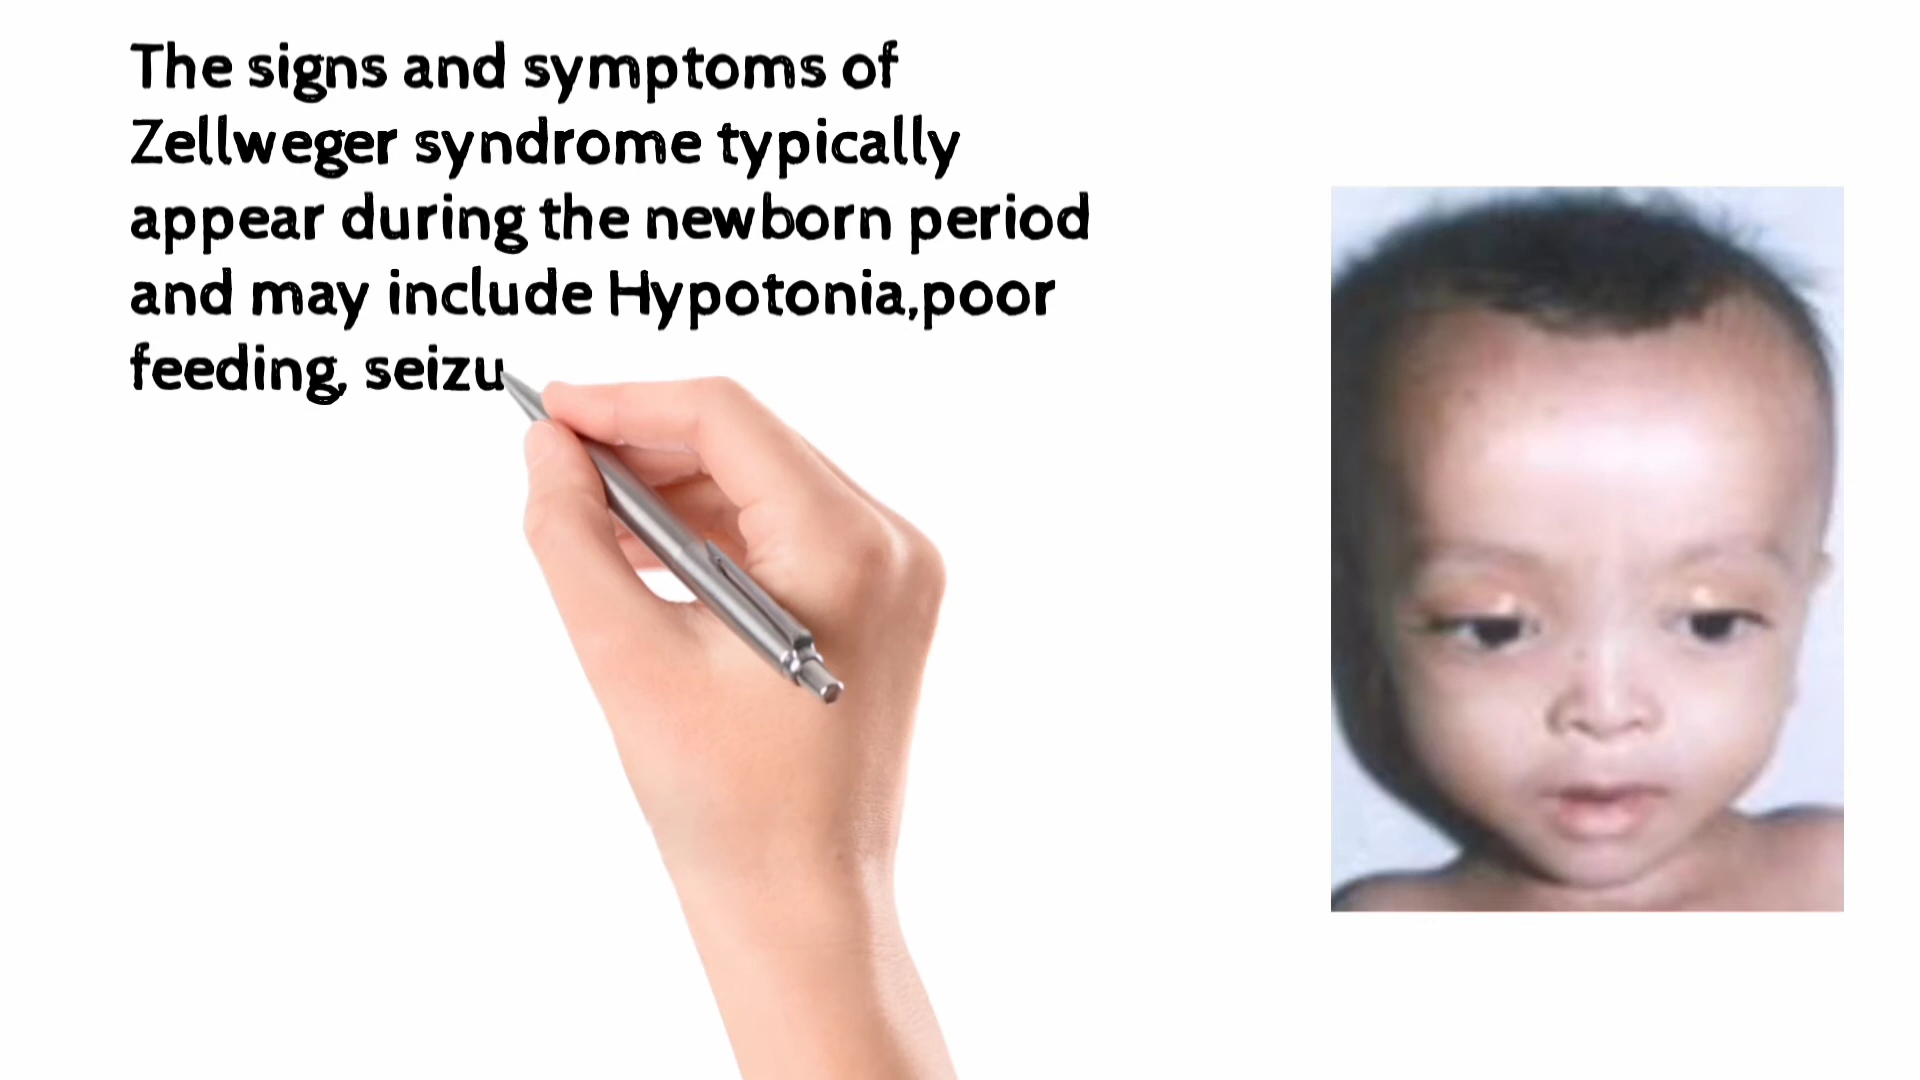 The signs and symptoms of
Zellweger syndrome typically
appear during the newborn period
and may include Hypotonia,poor
feeding, seizu